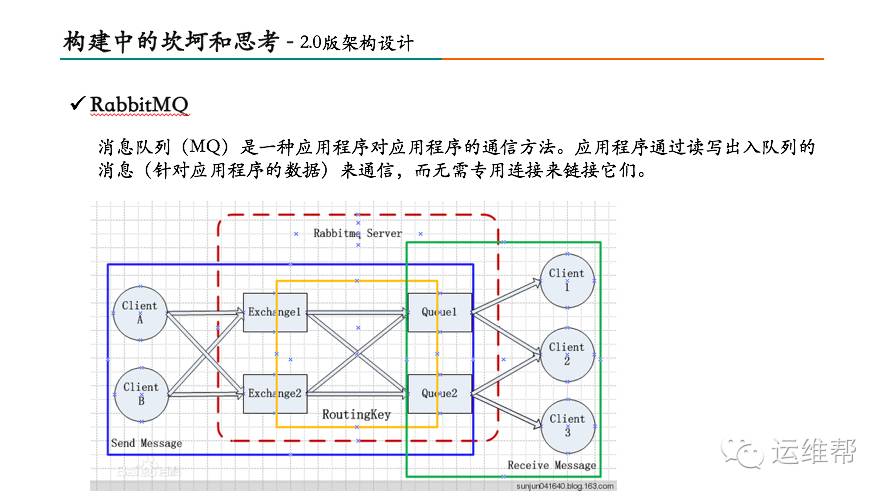 构建中的坎坷和思考 - 2.0版架构设计
✓ RabbitMQ
消息队列（MQ）是一种应用程序对应用程序的通信方法。应用程序通过读写出入队列的
消息（针对应用程序的数据）来通信，而无需专用连接来链接它们。
Rabbitmq Server
Client
A
Exchange1
Queue1
Client
1
Client
2
Client
B
Exchange2
Queue2
RoutingKey
Client
3
Send Message
Receive Message
sunjun041640.blog.163.com
运维帮